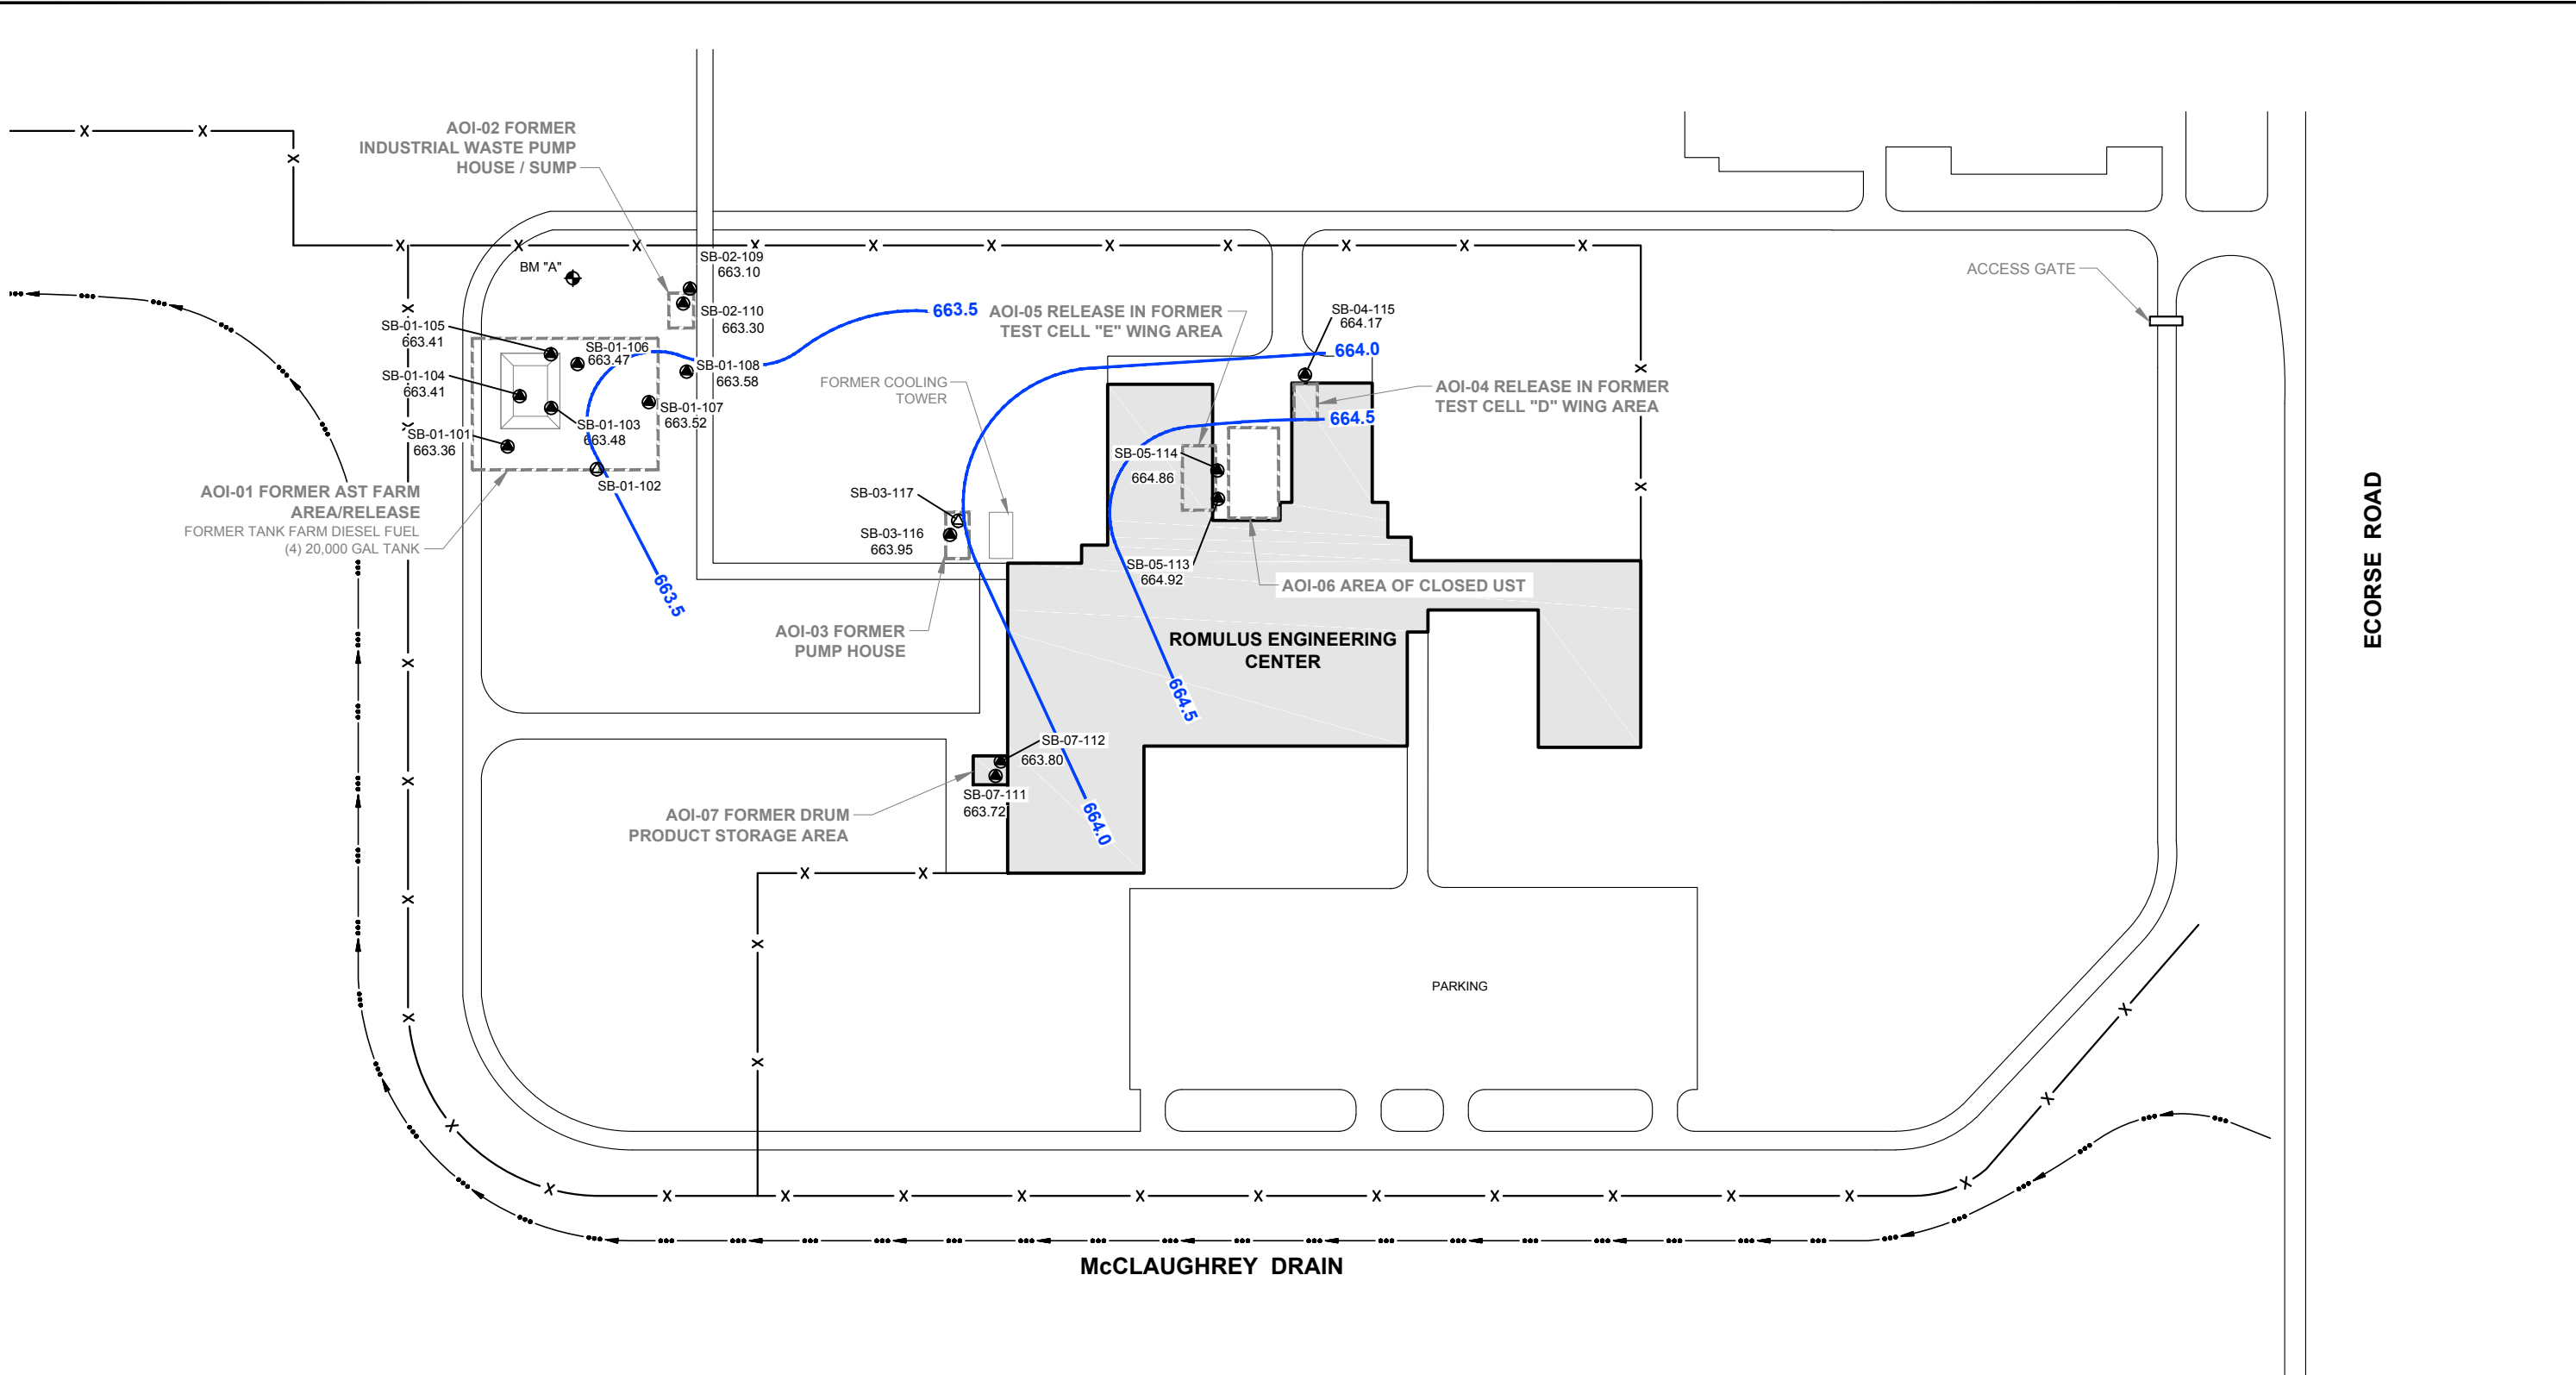 AOI-02 FORMER
INDUSTRIAL WASTE PUMP
HOUSE / SUMP
BM "A"
SB-02-109
663.10
SB-02-110
663.30
ACCESS GATE
SB-01-105
663.41
SB-01-106
663.47
SB-01-108
663.58
SB-01-104
663.41
SB-01-107
663.52
SB-01-103
663.48
SB-01-101
663.36
SB-01-102
AOI-01 FORMER AST FARM
AREA/RELEASE
FORMER TANK FARM DIESEL FUEL
(4) 20,000 GAL TANK
663.5
663.5
AOI-05 RELEASE IN FORMER
TEST CELL "E" WING AREA
SB-04-115
664.17
664.0
FORMER COOLING
TOWER
AOI-04 RELEASE IN FORMER
TEST CELL "D" WING AREA
664.5
SB-05-114
664.86
SB-03-117
SB-03-116
663.95
SB-05-113
664.92
AOI-06 AREA OF CLOSED UST
AOI-03 FORMER
PUMP HOUSE
ROMULUS ENGINEERING
CENTER
664.5
SB-07-112
663.80
SB-07-111
663.72
AOI-07 FORMER DRUM
PRODUCT STORAGE AREA
664.0
ECORSE ROAD
PARKING
McCLAUGHREY DRAIN
X X X X X X X X X X X X X X X X X X X X X X X X X X X X X X X X X X X X X X X X X X X X